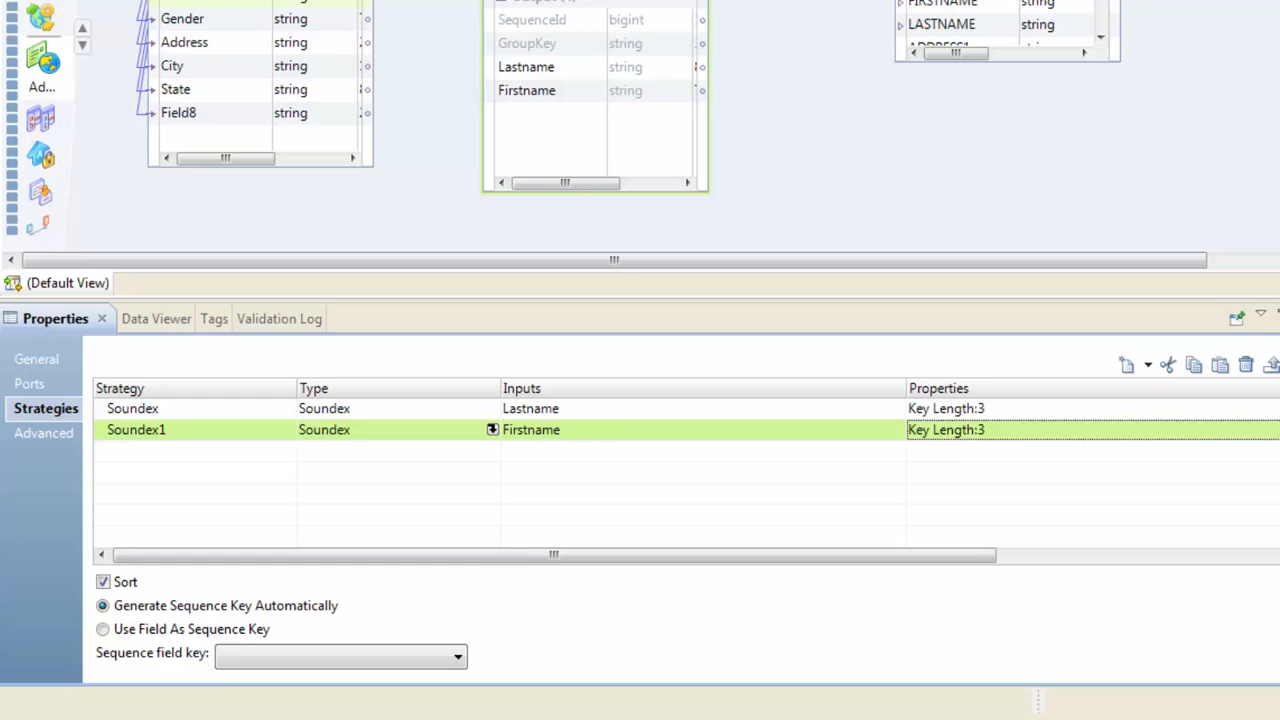 Gender string
Address string
City string
State string
Field8 string
Ad...
SequenceId bigint
GroupKey string
Lastname string
Firstname string
FIRSTNAME string
LASTNAME string
(Default View)
Properties Data Viewer Tags Validation Log
General
Ports
Strategies
Advanced
Strategy Type Inputs Properties
Soundex Soundex Lastname Key Length:3
Soundex1 Soundex Firstname Key Length:3
Sort
Generate Sequence Key Automatically
Use Field As Sequence Key
Sequence field key: